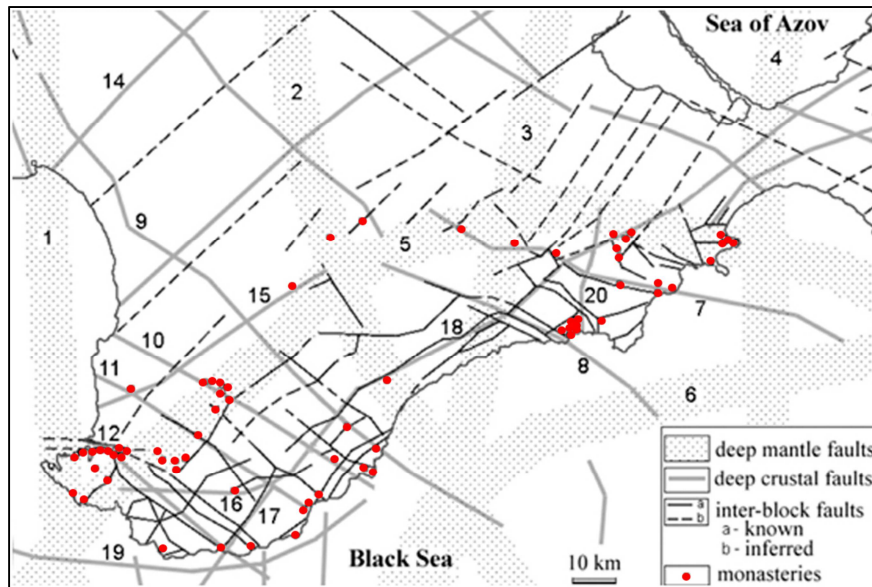 Sea of Azov
4
14
2
3
1
9
5
15
7
20
18
10
8
11
6
12
16
17
19
Black Sea
10 km
deep mantle faults
deep crustal faults
a
b
inter-block faults
a - known
b - inferred
monasteries